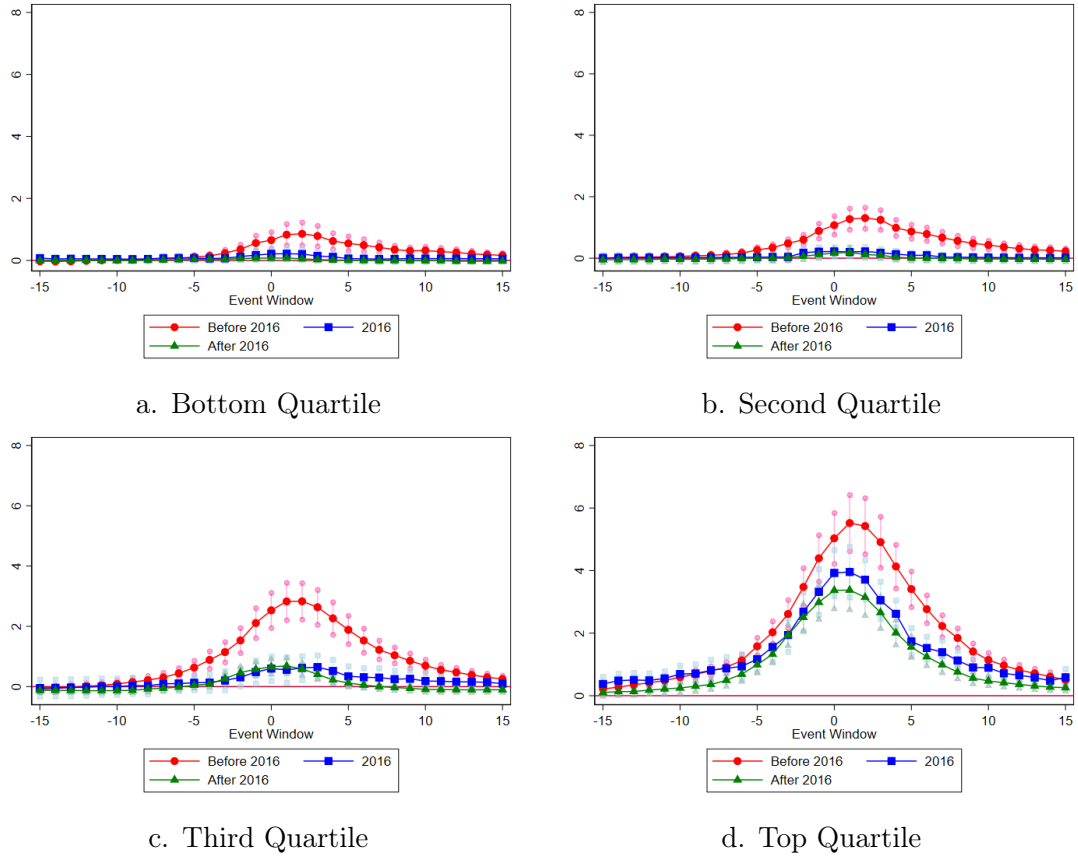 8
6
4
2
0
-15 -10 -5 0 5 10 15
Event Window
Before 2016 2016
After 2016
a. Bottom Quartile
8
6
4
2
0
-15 -10 -5 0 5 10 15
Event Window
Before 2016 2016
After 2016
b. Second Quartile
8
6
4
2
0
-15 -10 -5 0 5 10 15
Event Window
Before 2016 2016
After 2016
c. Third Quartile
8
6
4
2
0
-15 -10 -5 0 5 10 15
Event Window
Before 2016 2016
After 2016
d. Top Quartile